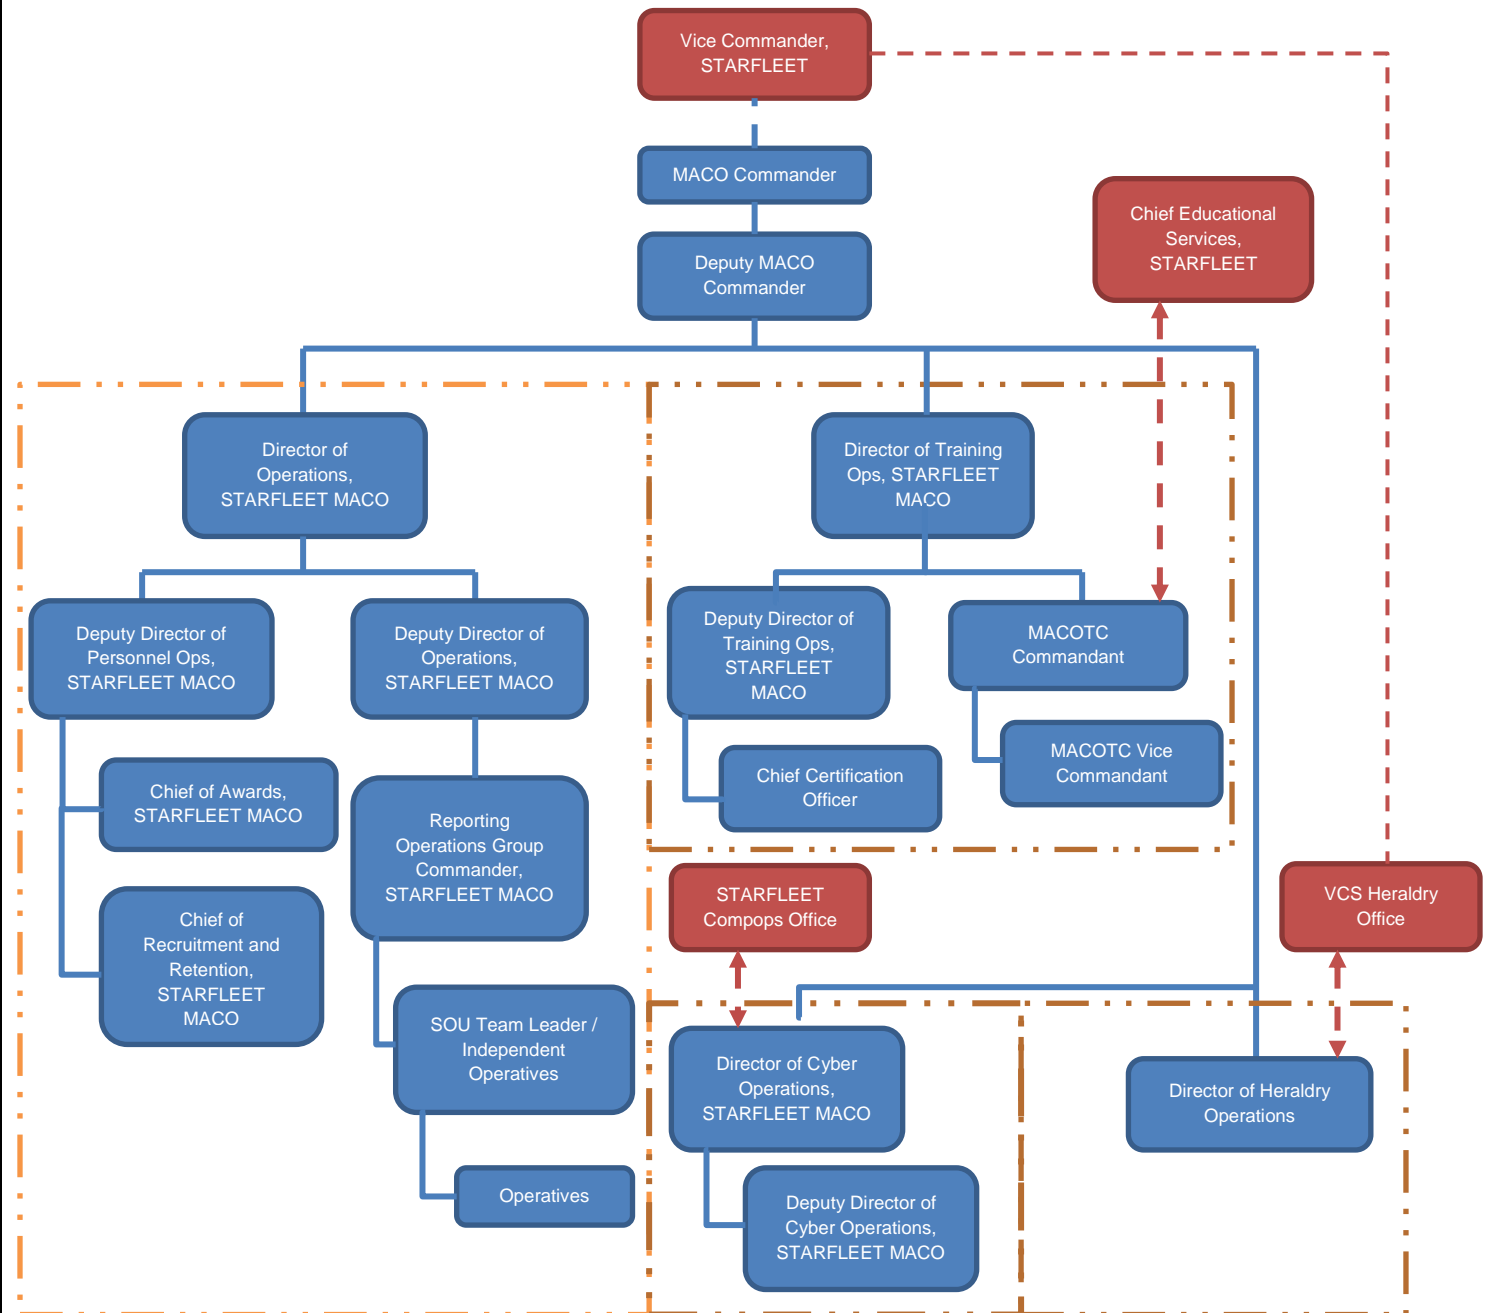 Vice Commander,
STARFLEET
MACO Commander
Deputy MACO
Commander
Chief Educational
Services,
STARFLEET
Director of
Operations,
STARFLEET MACO
Director of Training
Ops, STARFLEET
MACO
Deputy Director of
Personnel Ops,
STARFLEET MACO
Deputy Director of
Operations,
STARFLEET MACO
Deputy Director of
Training Ops,
STARFLEET
MACO
MACOTC
Commandant
Chief of Awards,
STARFLEET MACO
Reporting
Operations Group
Commander,
STARFLEET MACO
Chief Certification
Officer
MACOTC Vice
Commandant
Chief of
Recruitment and
Retention,
STARFLEET
MACO
STARFLEET
Compops Office
VCS Heraldry
Office
SOU Team Leader /
Independent
Operatives
Director of Cyber
Operations,
STARFLEET MACO
Director of Heraldry
Operations
Operatives
Deputy Director of
Cyber Operations,
STARFLEET MACO